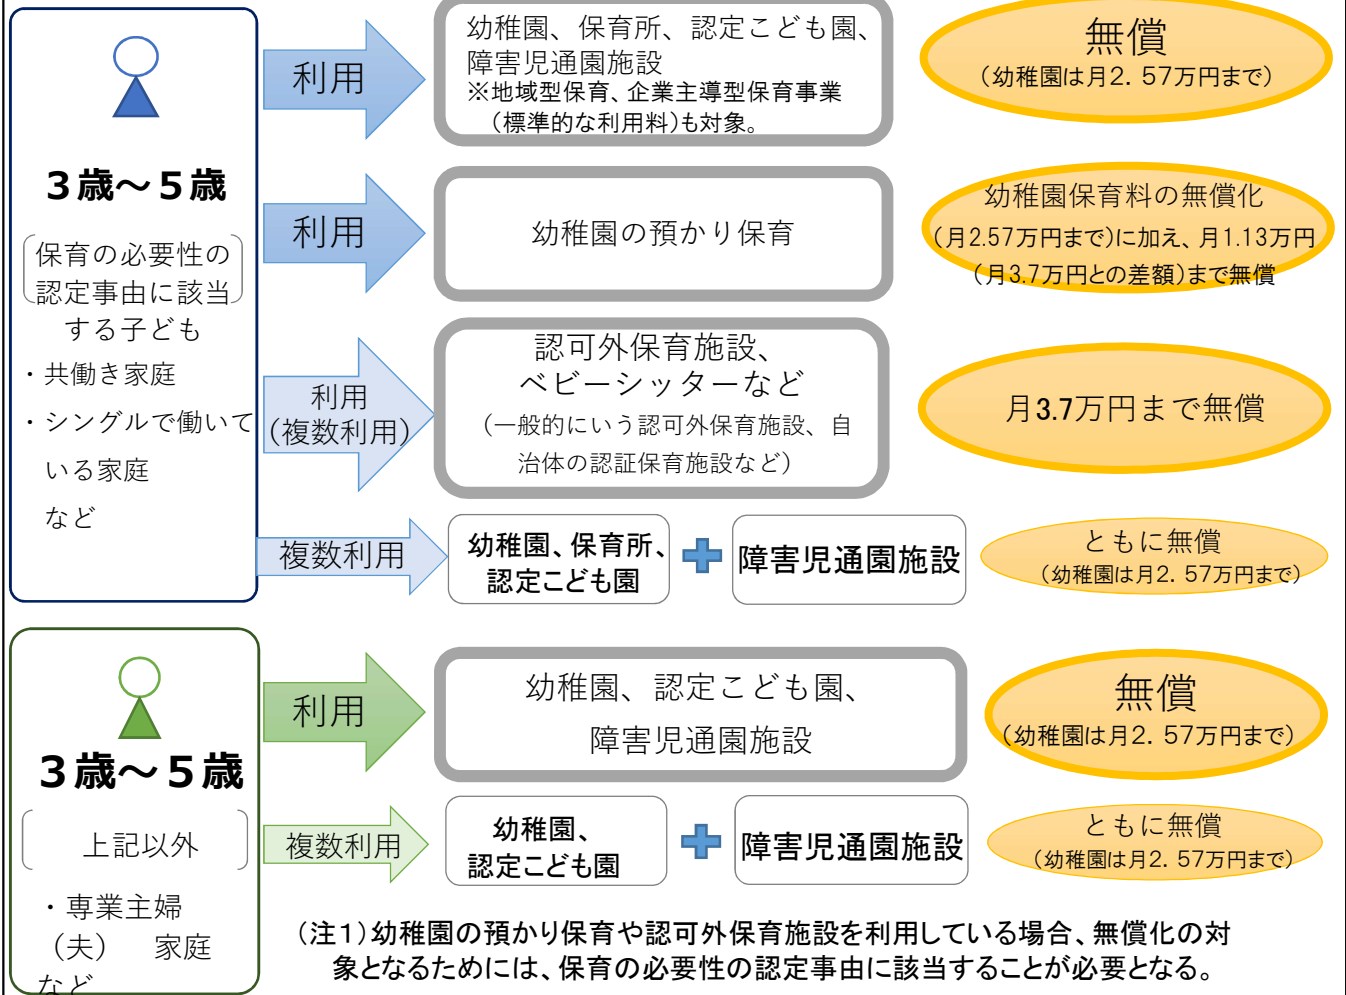 3歳～5歳
保育の必要性の
認定事由に該当
する子ども
・共働き家庭
・シングルで働いて
いる家庭
など
利用
幼稚園、保育所、認定こども園、
障害児通園施設
※地域型保育、企業主導型保育事業
(標準的な利用料)も対象。
無償
(幼稚園は月2．57万円まで)
利用
幼稚園の預かり保育
幼稚園保育料の無償化
(月2.57万円まで)に加え、月1.13万円
(月3.7万円との差額)まで無償
利用
(複数利用)
認可外保育施設、
ベビーシッターなど
(一般的にいう認可外保育施設、自
治体の認証保育施設など)
月3.7万円まで無償
複数利用
幼稚園、保育所、
認定こども園
障害児通園施設
ともに無償
(幼稚園は月2．57万円まで)
3歳～5歳
上記以外
・専業主婦
(夫)　家庭
など
利用
幼稚園、認定こども園、
障害児通園施設
無償
(幼稚園は月2．57万円まで)
複数利用
幼稚園、
認定こども園
障害児通園施設
ともに無償
(幼稚園は月2．57万円まで)
(注1)幼稚園の預かり保育や認可外保育施設を利用している場合、無償化の対
象となるためには、保育の必要性の認定事由に該当することが必要となる。